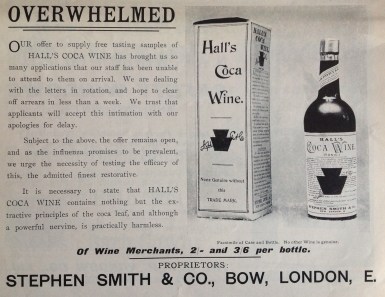 OVERWHELMED
OUR offer to supply free tasting samples of
HALL'S COCA WINE has brought us so
many applications that our staff has been unable
to attend to them on arrival. We are dealing
with the letters in rotation, and hope to clear
off arrears in less than a week. We trust that
applicants will accept this intimation with our
apologies for delay.
Subject to the above, the offer remains open,
and as the influenza promises to be prevalent,
we urge the necessity of testing the efficacy of
this, the admitted finest restorative.
It is necessary to state that HALL'S
COCA WINE contains nothing but the ex-
tractive principles of the coca leaf, and although
a powerful nervine, is practically harmless.
Hall's
Coca
Wine.
None Genuine without
this
TRADE MARK.
HALL'S
COCA WINE
STEPHEN SMITH & Co
Facsimile of Case and Bottle. No other Wine is genuine.
Of Wine Merchants, 2/- and 3/6 per bottle.
PROPRIETORS:
STEPHEN SMITH & CO., BOW, LONDON, E.